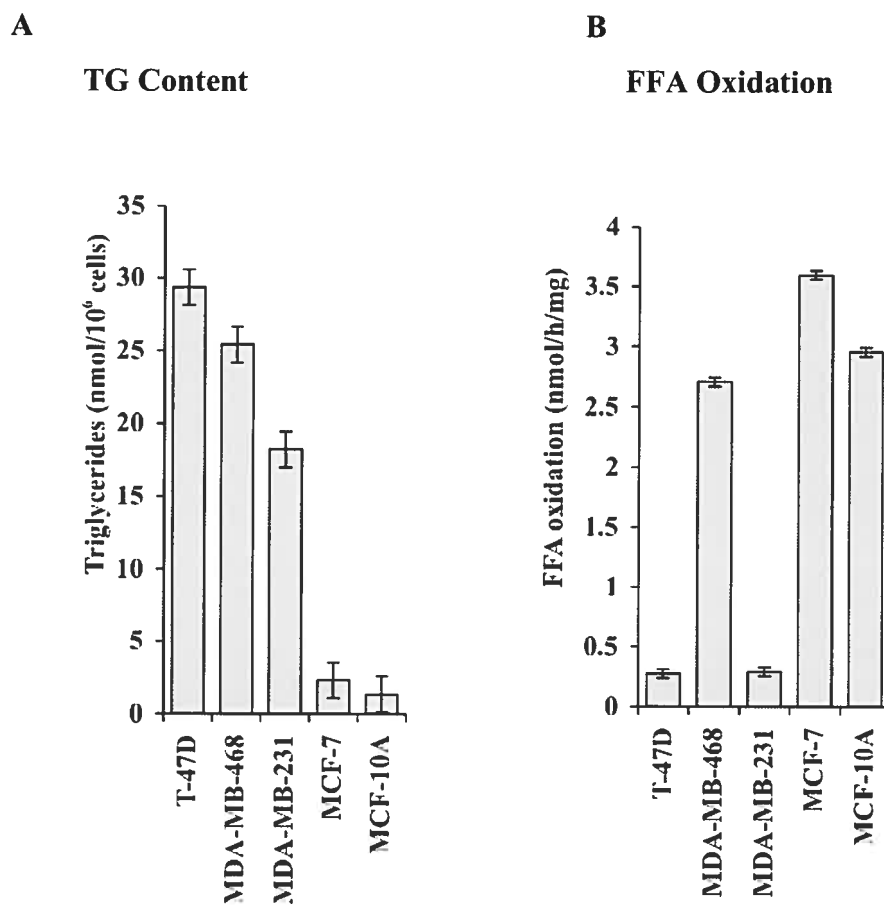 A
TG Content
Triglycerides (nmol/10⁶ cells)
35
30
25
20
15
10
5
0
T-47D
MDA-MB-468
MDA-MB-231
MCF-7
MCF-10A
B
FFA Oxidation
FFA oxidation (nmol/h/mg)
4
3.5
3
2.5
2
1.5
1
0.5
0
T-47D
MDA-MB-468
MDA-MB-231
MCF-7
MCF-10A